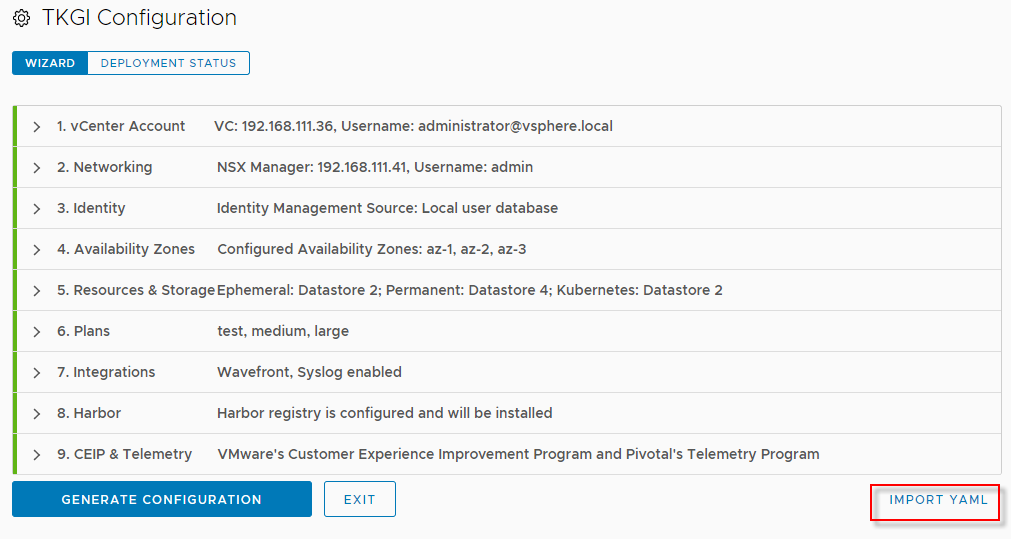 TKGI Configuration
WIZARD DEPLOYMENT STATUS
1. vCenter Account VC: 192.168.111.36, Username: administrator@vsphere.local
2. Networking NSX Manager: 192.168.111.41, Username: admin
3. Identity Identity Management Source: Local user database
4. Availability Zones Configured Availability Zones: az-1, az-2, az-3
5. Resources & Storage Ephemeral: Datastore 2; Permanent: Datastore 4; Kubernetes: Datastore 2
6. Plans test, medium, large
7. Integrations Wavefront, Syslog enabled
8. Harbor Harbor registry is configured and will be installed
9. CEIP & Telemetry VMware's Customer Experience Improvement Program and Pivotal's Telemetry Program
GENERATE CONFIGURATION EXIT IMPORT YAML